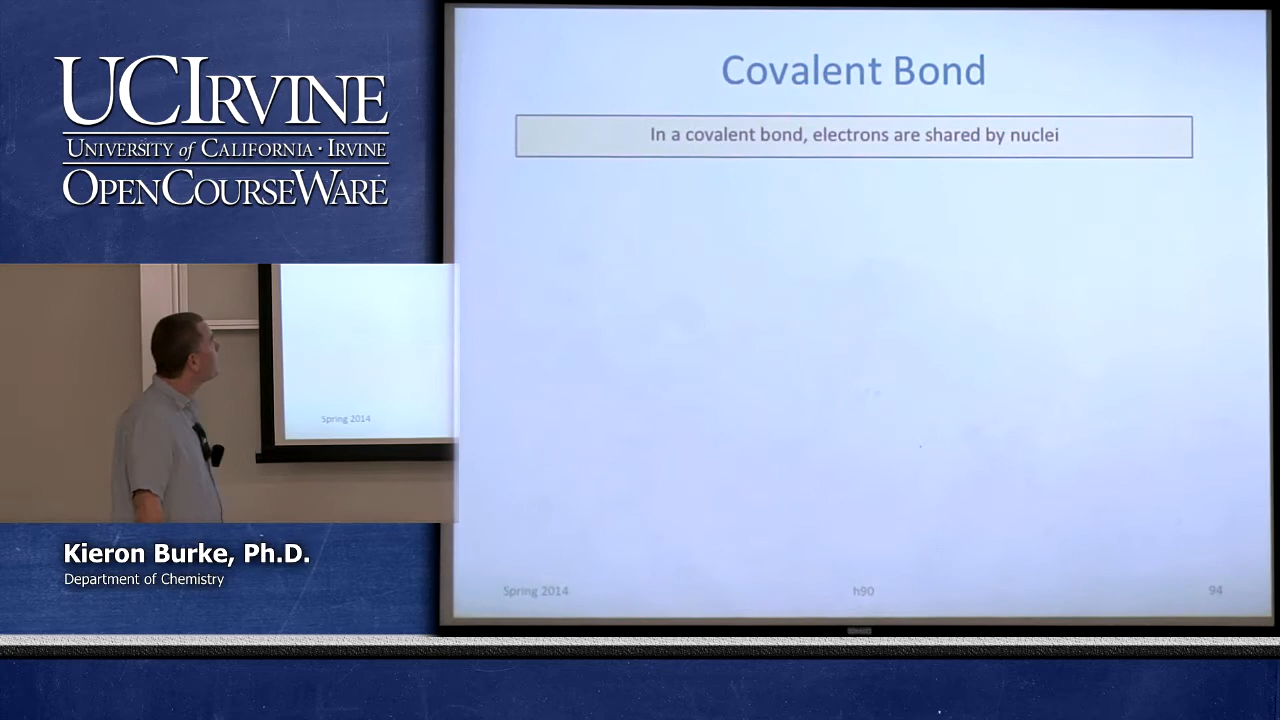 UCIRVINE
UNIVERSITY of CALIFORNIA · IRVINE
OPENCOURSEWARE
Covalent Bond
In a covalent bond, electrons are shared by nuclei
Spring 2014
Kieron Burke, Ph.D.
Department of Chemistry
Spring 2014
h90
94